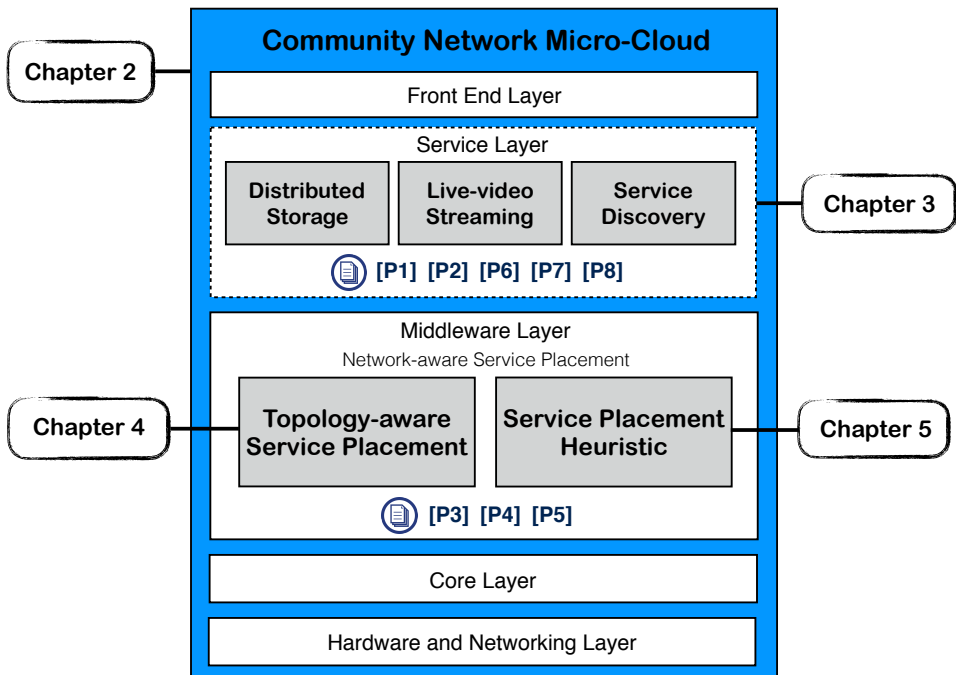 Community Network Micro-Cloud
Chapter 2
Front End Layer
Service Layer
Distributed
Storage
Live-video
Streaming
Service
Discovery
Chapter 3
[P1] [P2] [P6] [P7] [P8]
Middleware Layer
Network-aware Service Placement
Chapter 4
Topology-aware
Service Placement
Service Placement
Heuristic
Chapter 5
[P3] [P4] [P5]
Core Layer
Hardware and Networking Layer